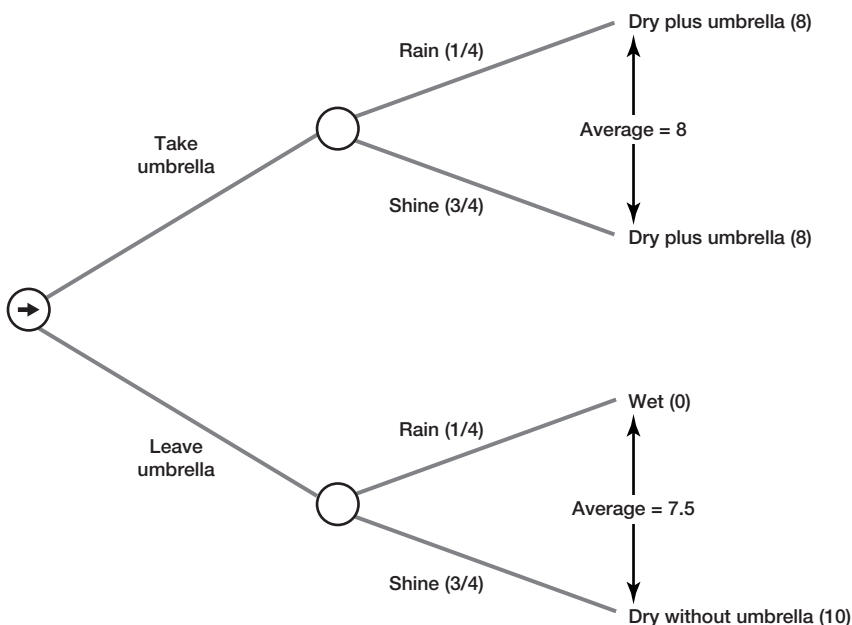 Dry plus umbrella (8)
Rain (1/4)
Average = 8
Take
umbrella
Shine (3/4)
Dry plus umbrella (8)
Wet (0)
Rain (1/4)
Leave
umbrella
Average = 7.5
Shine (3/4)
Dry without umbrella (10)